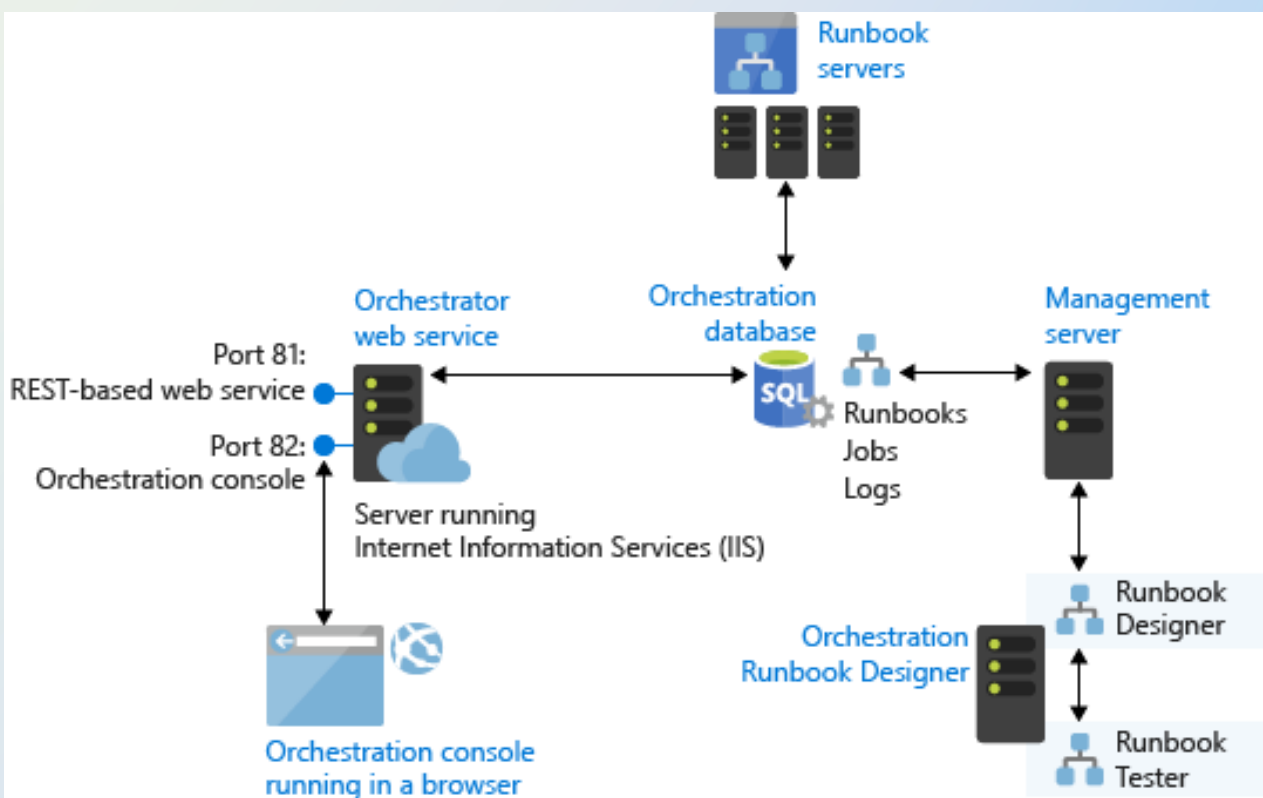 Runbook
servers
Orchestrator
web service
Orchestration
database
Management
server
Port 81:
REST-based web service
SQL
Runbooks
Jobs
Logs
Port 82:
Orchestration console
Server running
Internet Information Services (IIS)
Runbook
Designer
Orchestration
Runbook Designer
Runbook
Tester
Orchestration console
running in a browser